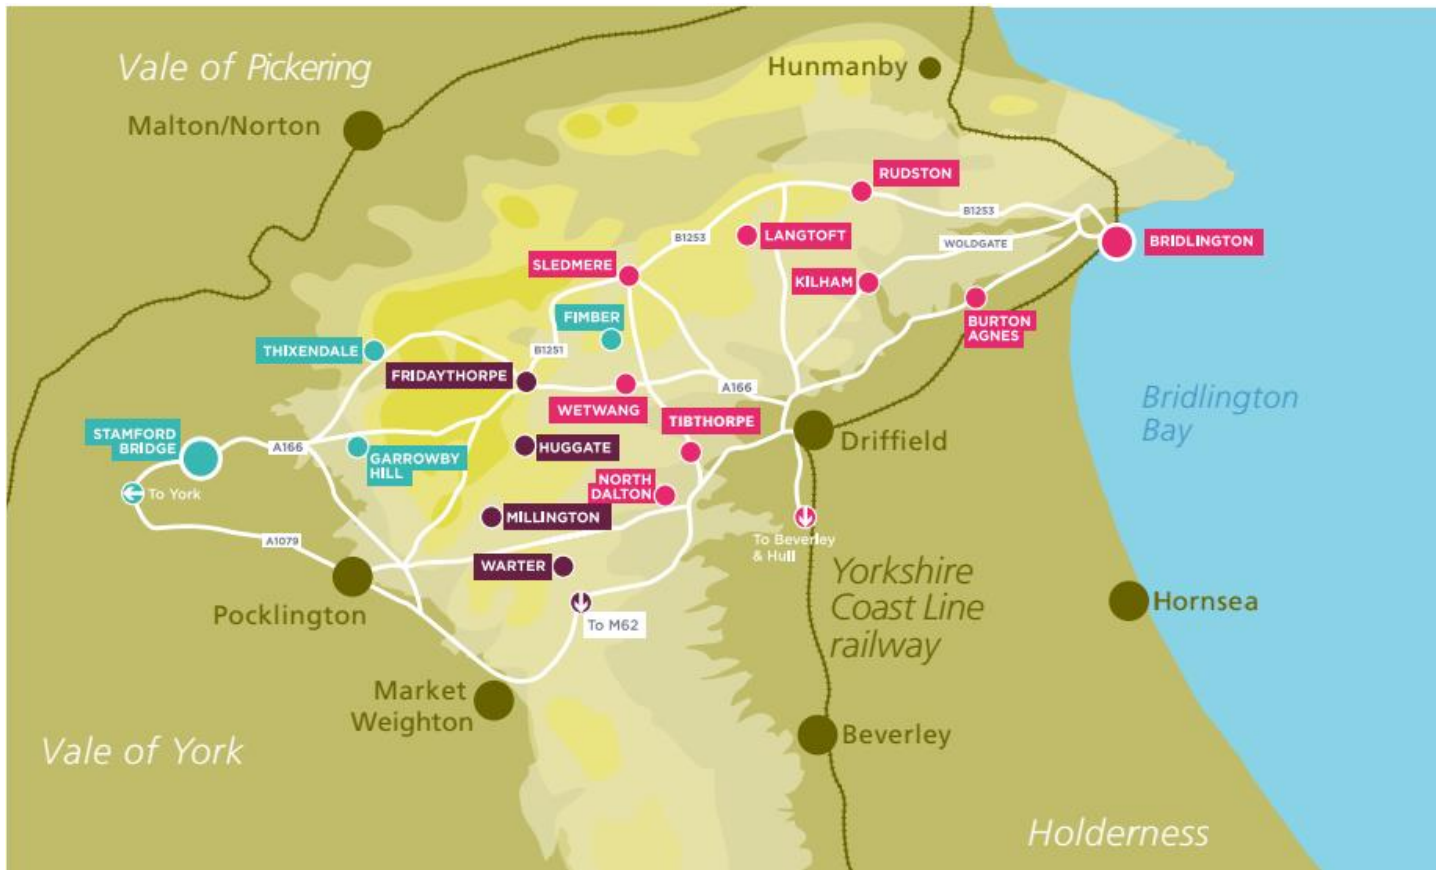 Vale of Pickering
Hunmanby
Malton/Norton
RUDSTON
B1253
B1253
LANGTOFT
WOLDGATE
BRIDLINGTON
SLEDMERE
KILHAM
FIMBER
BURTON
AGNES
THIXENDALE
B1251
FRIDAYTHORPE
A166
WETWANG
TIBTHORPE
Bridlington
Bay
STAMFORD
BRIDGE
A166
GARROWBY
HILL
HUGGATE
Driffield
To York
NORTH
DALTON
MILLINGTON
A1079
To Beverley
& Hull
WARTER
Pocklington
To M62
Yorkshire
Coast Line
railway
Hornsea
Market
Weighton
Beverley
Vale of York
Holderness